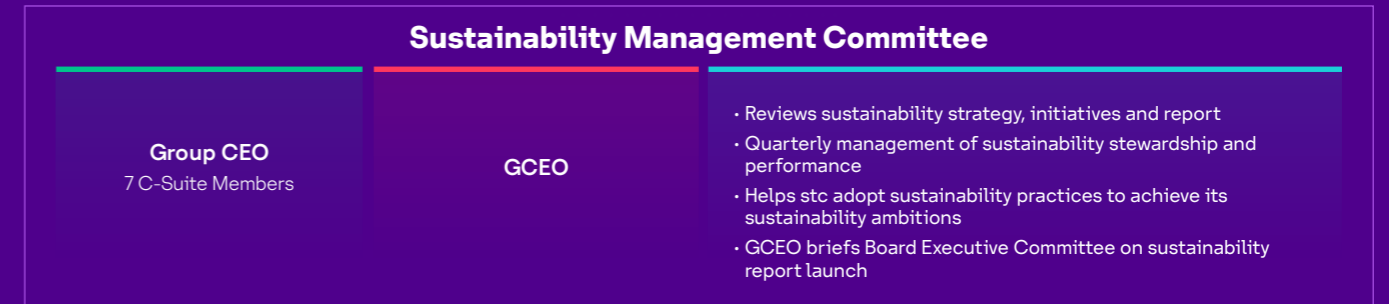 Sustainability Management Committee
Group CEO
7 C-Suite Members
GCEO
• Reviews sustainability strategy, initiatives and report
• Quarterly management of sustainability stewardship and
performance
• Helps stc adopt sustainability practices to achieve its
sustainability ambitions
• GCEO briefs Board Executive Committee on sustainability
report launch